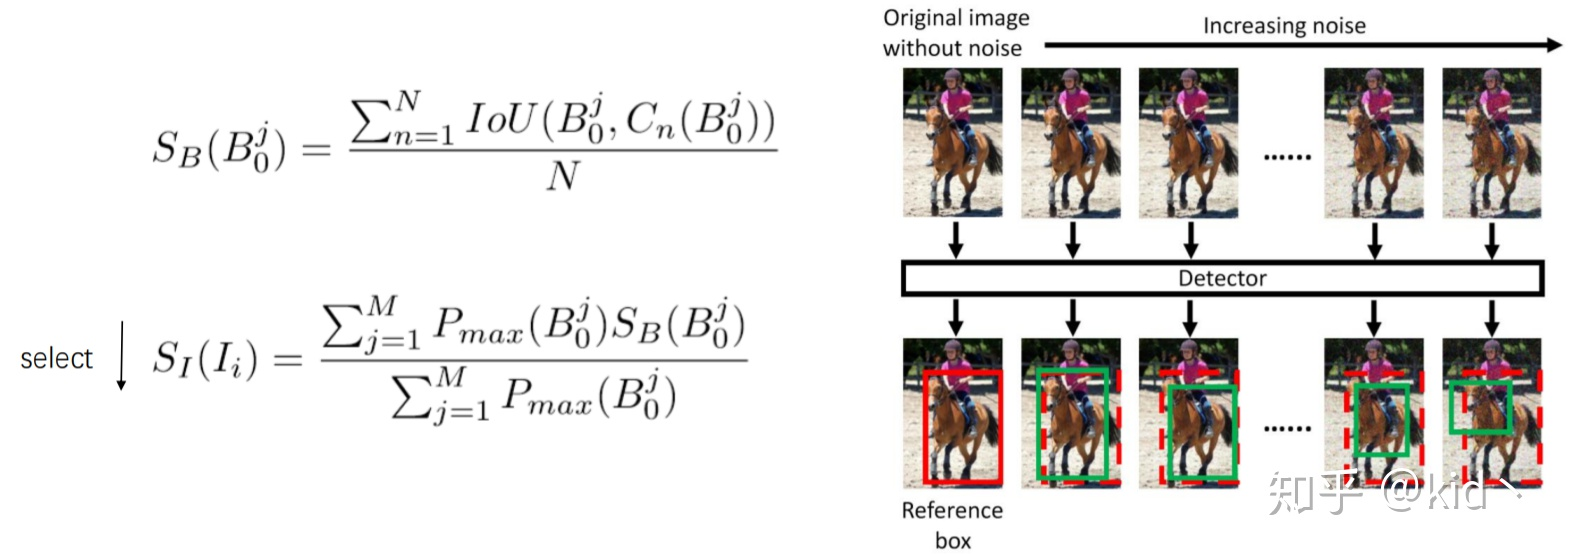 S_B(B_0^j) = \frac{\sum_{n=1}^{N} IoU(B_0^j, C_n(B_0^j))}{N}
select ↓ S_I(I_i) = \frac{\sum_{j=1}^{M} P_{max}(B_0^j)S_B(B_0^j)}{\sum_{j=1}^{M} P_{max}(B_0^j)}
Original image
without noise
Increasing noise
......
Detector
......
Reference
box
知乎 @kid丶